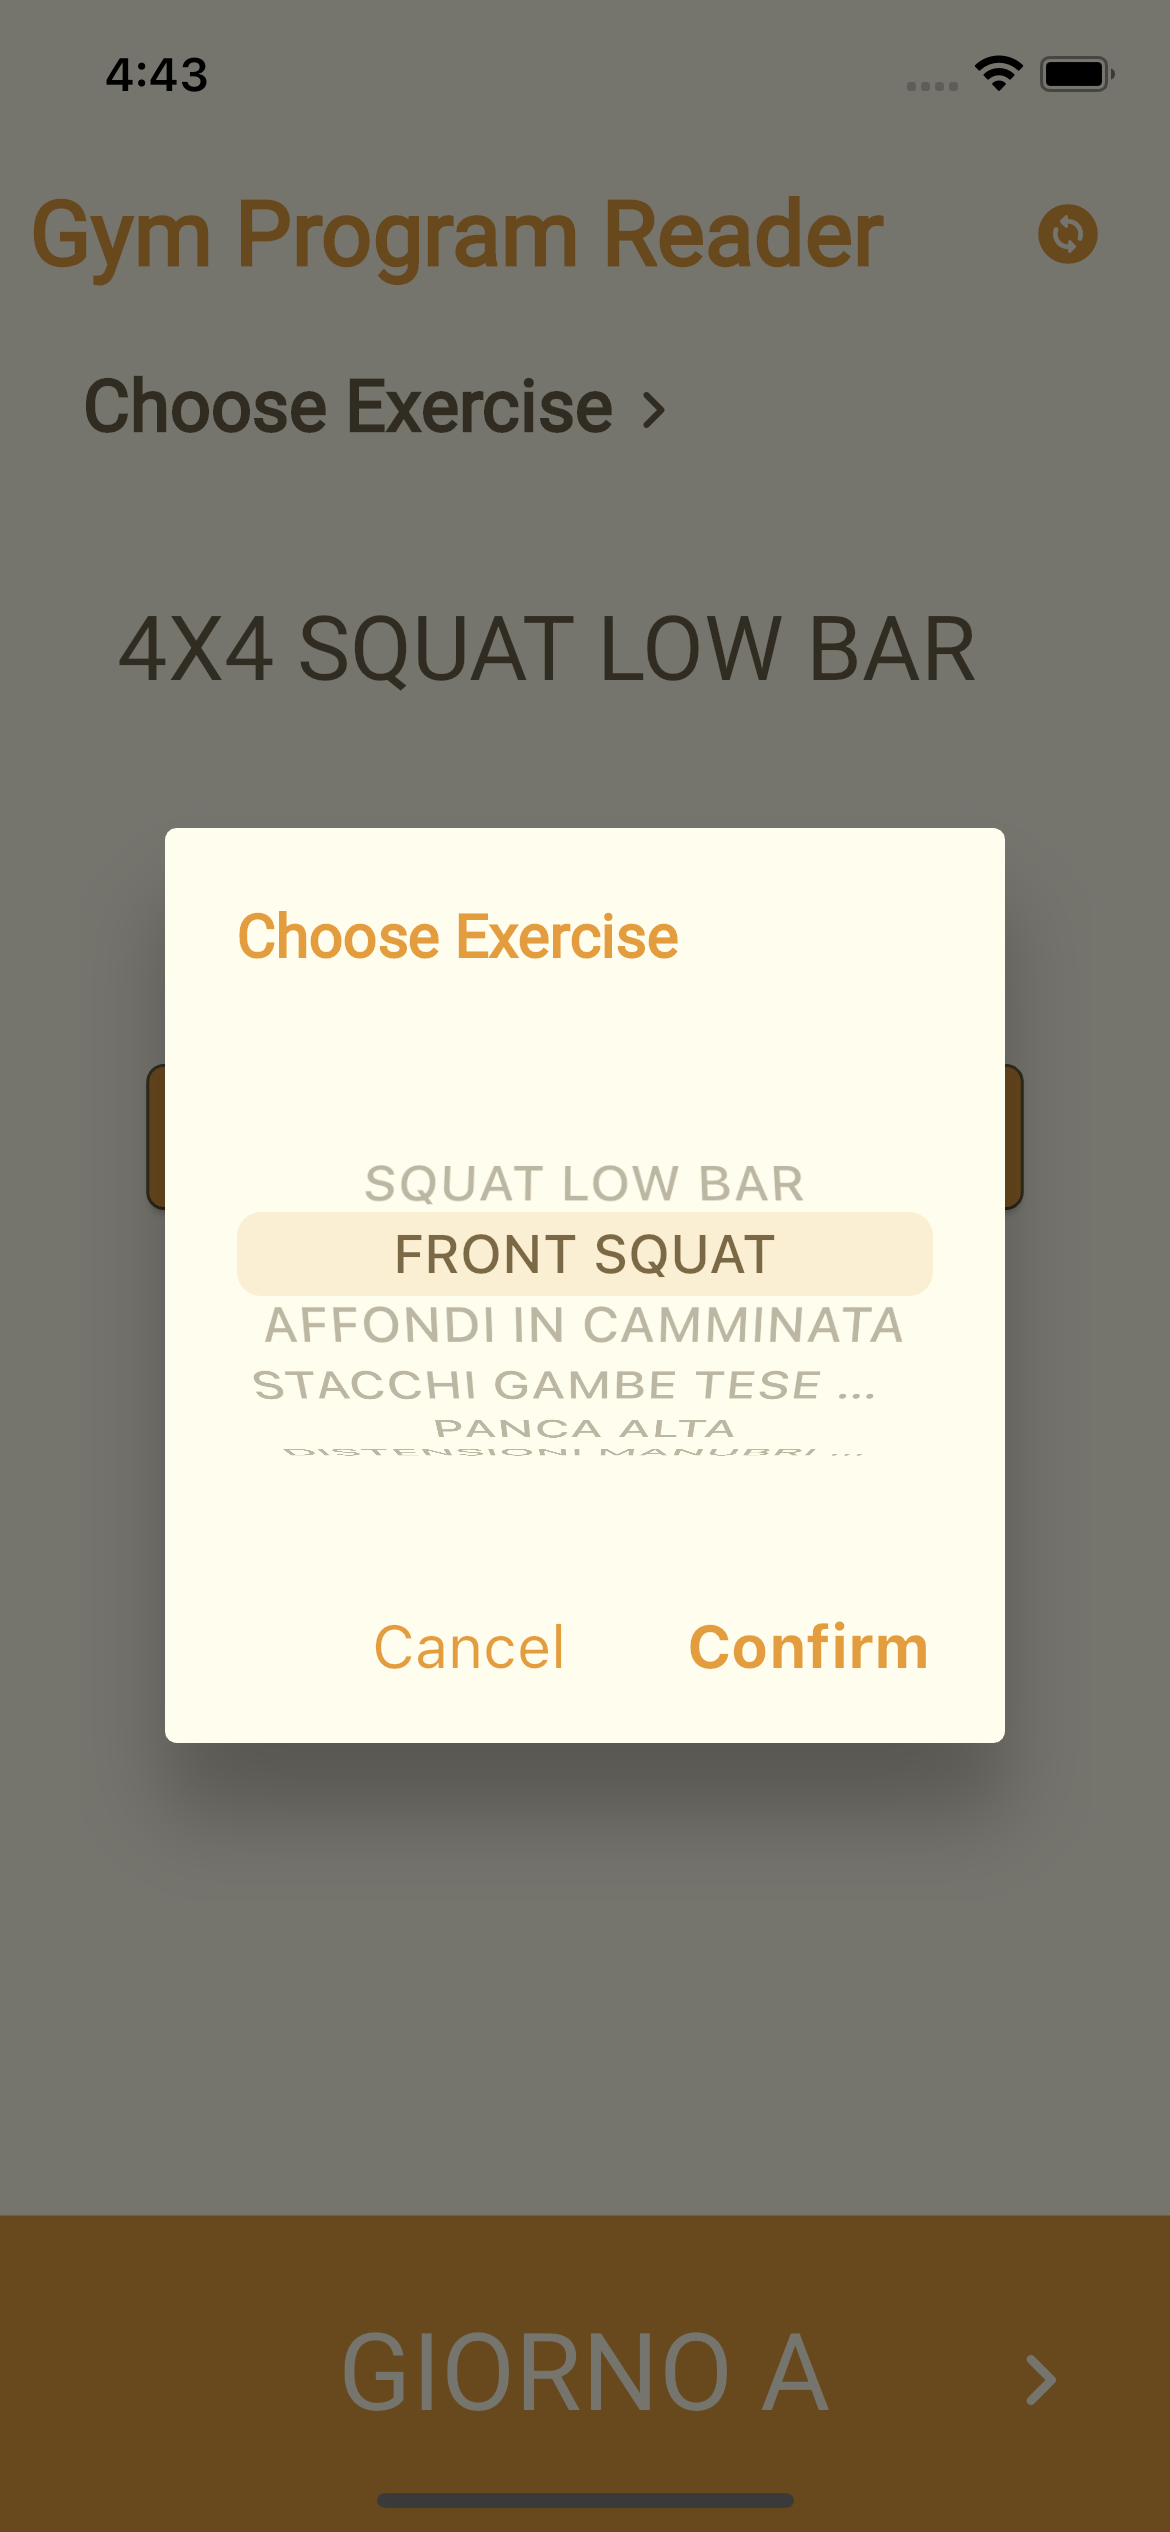 4:43
Gym Program Reader
Choose Exercise >
4X4 SQUAT LOW BAR
Choose Exercise
SQUAT LOW BAR
FRONT SQUAT
AFFONDI IN CAMMINATA
STACCHI GAMBE TESE ...
PANCA ALTA
DISTENSIONI MANUBRI ...
Cancel Confirm
GIORNO A >